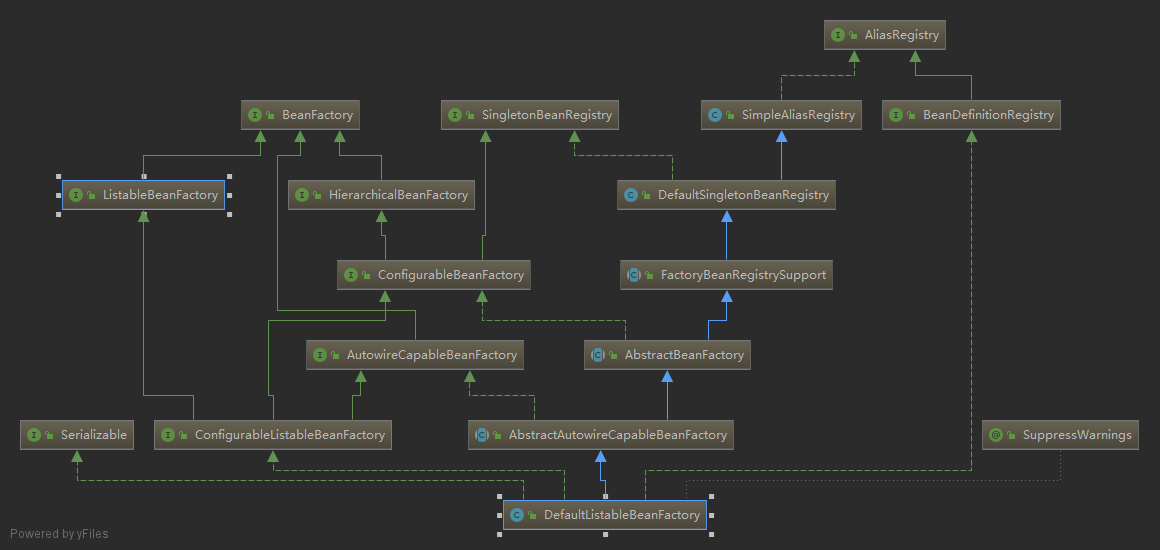 AliasRegistry
BeanFactory
SingletonBeanRegistry
SimpleAliasRegistry
BeanDefinitionRegistry
ListableBeanFactory
HierarchicalBeanFactory
DefaultSingletonBeanRegistry
ConfigurableBeanFactory
FactoryBeanRegistrySupport
AutowireCapableBeanFactory
AbstractBeanFactory
Serializable
ConfigurableListableBeanFactory
AbstractAutowireCapableBeanFactory
SuppressWarnings
DefaultListableBeanFactory
Powered by yFiles